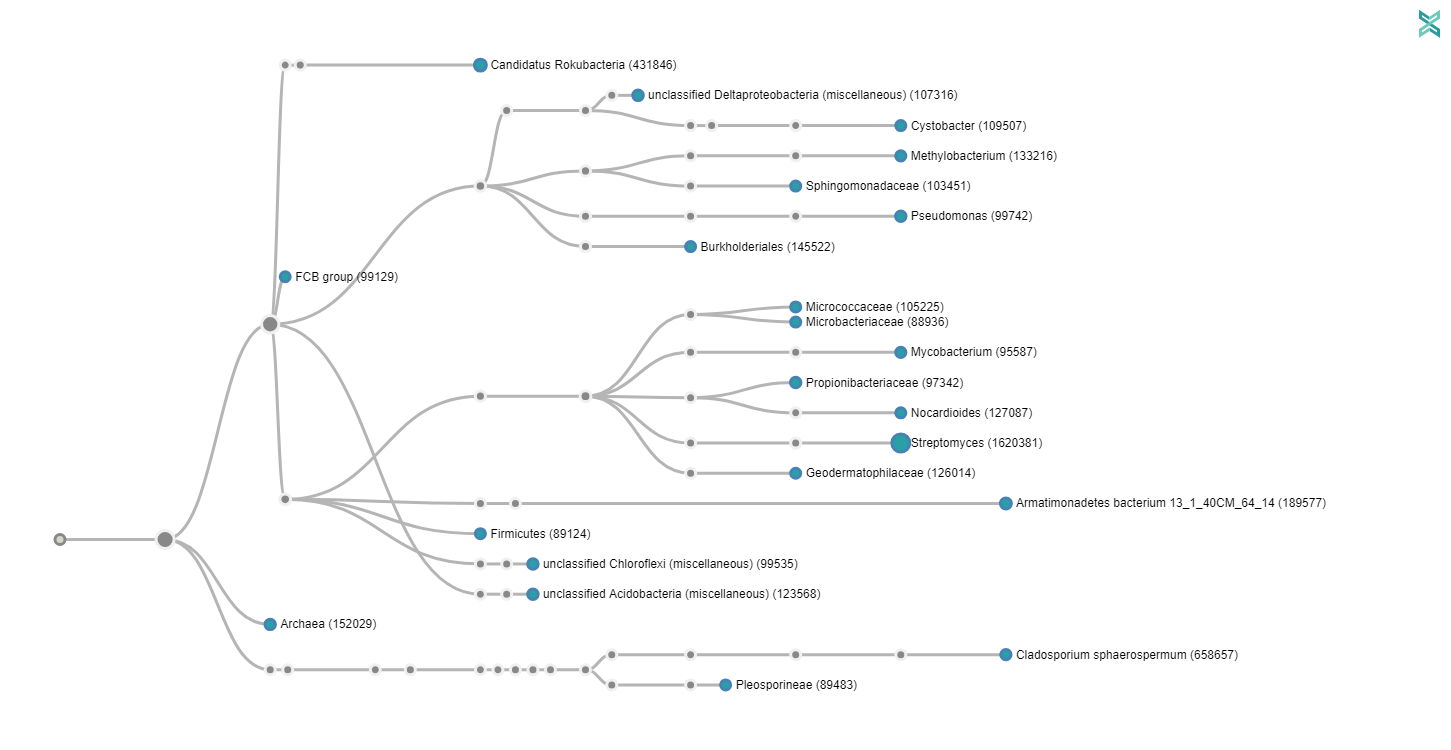 Candidatus Rokubacteria (431846)
unclassified Deltaproteobacteria (miscellaneous) (107316)
Cystobacter (109507)
Methylobacterium (133216)
Sphingomonadaceae (103451)
Pseudomonas (99742)
Burkholderiales (145522)
FCB group (99129)
Micrococcaceae (105225)
Microbacteriaceae (88936)
Mycobacterium (95587)
Propionibacteriaceae (97342)
Nocardioides (127087)
Streptomyces (1620381)
Geodermatophilaceae (126014)
Armatimonadetes bacterium 13_1_40CM_64_14 (189577)
Firmicutes (89124)
unclassified Chloroflexi (miscellaneous) (99535)
unclassified Acidobacteria (miscellaneous) (123568)
Archaea (152029)
Cladosporium sphaerospermum (658657)
Pleosporineae (89483)